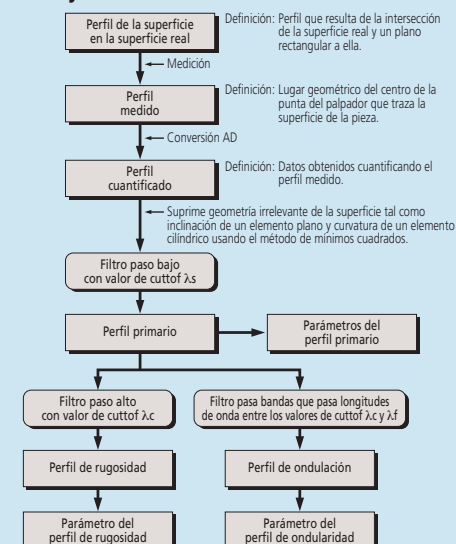 Perfil de la superficie
en la superficie real
Definición: Perfil que resulta de la intersección
de la superficie real y un plano
rectangular a ella.
Medición
Perfil
medido
Definición: Lugar geométrico del centro de la
punta del palpador que traza la
superficie de la pieza.
Conversión AD
Perfil
cuantificado
Definición: Datos obtenidos cuantificando el
perfil medido.
Suprime geometría irrelevante de la superficie tal como
inclinación de un elemento plano y curvatura de un elemento
cilíndrico usando el método de mínimos cuadrados.
Filtro paso bajo
con valor de cuttof λs
Perfil primario
Parámetros del
perfil primario
Filtro paso alto
con valor de cuttof λc
Filtro pasa bandas que pasa longitudes
de onda entre los valores de cuttof λc y λf
Perfil de rugosidad
Perfil de ondulación
Parámetro del
perfil de rugosidad
Parámetro del
perfil de ondularidad